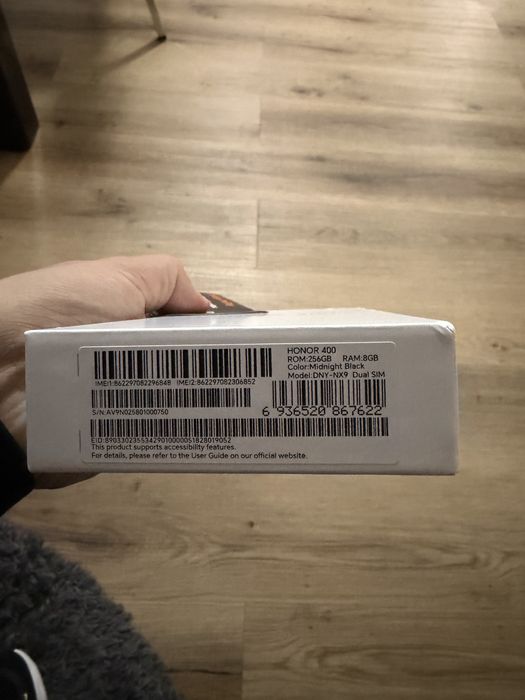 HONOR 400
ROM:256GB RAM:8GB
Color:Midnight Black
Model:DNY-NX9 Dual SIM
IMEI1:862297082296848 IMEI2:862297082306852
S/N:AV9N025801000750
6 936520 867622
EID:89033023553429010000051828019052
This product supports accessibility features.
For details, please refer to the User Guide on our official website.